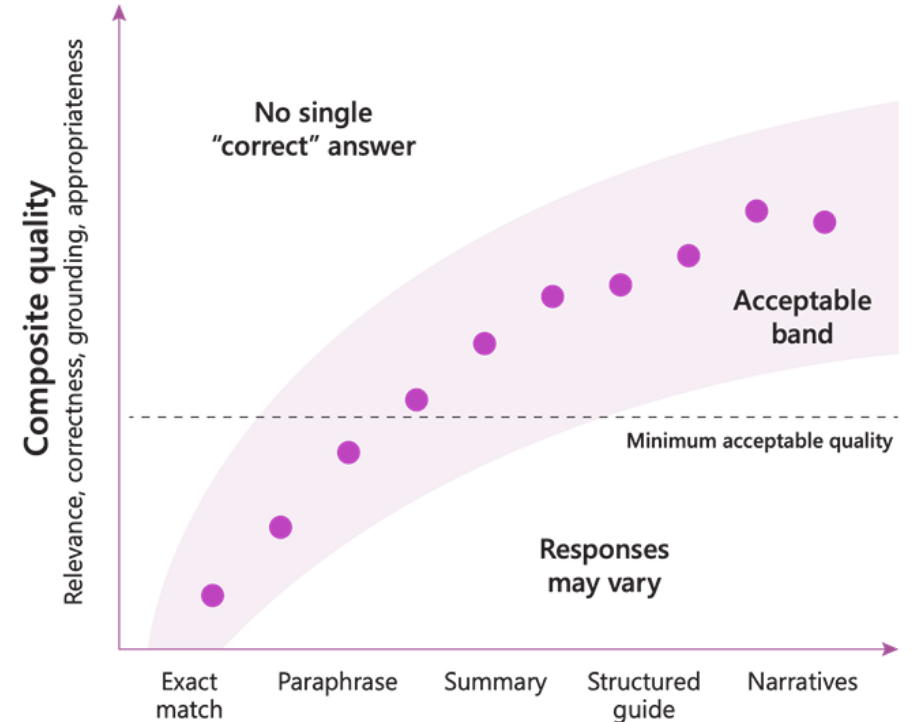 Composite quality
Relevance, correctness, grounding, appropriateness
No single
“correct” answer
Acceptable
band
Minimum acceptable quality
Responses
may vary
Exact
match
Paraphrase
Summary
Structured
guide
Narratives